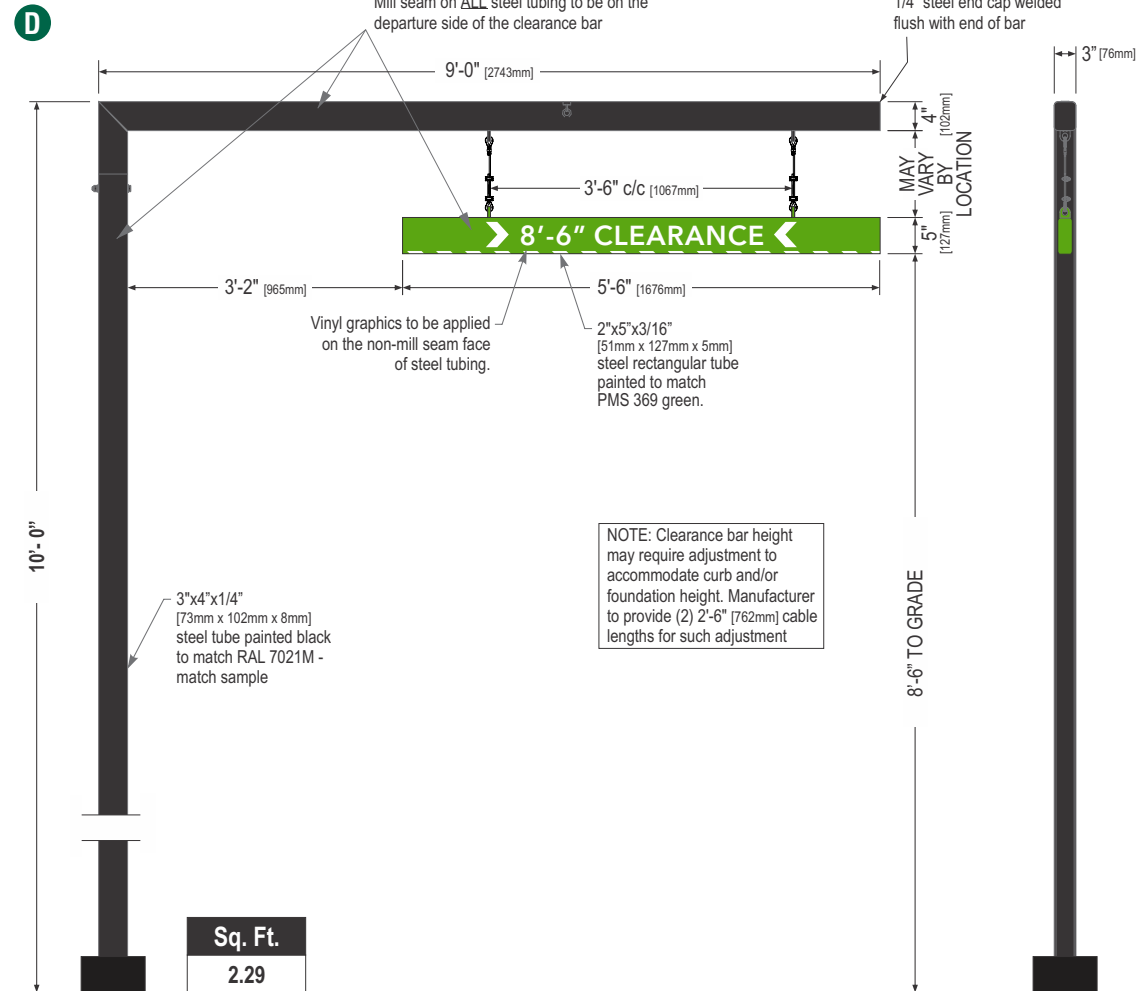 D
Mill seam on ALL steel tubing to be on the
departure side of the clearance bar
1/4" steel end cap welded
flush with end of bar
9'-0" [2743mm]
3" [76mm]
4"
[102mm]
MAY
VARY
BY
LOCATION
3'-6" c/c [1067mm]
8'-6" CLEARANCE
5"
[127mm]
3'-2" [965mm]
5'-6" [1676mm]
Vinyl graphics to be applied
on the non-mill seam face
of steel tubing.
2"x5"x3/16"
[51mm x 127mm x 5mm]
steel rectangular tube
painted to match
PMS 369 green.
10'- 0"
NOTE: Clearance bar height
may require adjustment to
accommodate curb and/or
foundation height. Manufacturer
to provide (2) 2'-6" [762mm] cable
lengths for such adjustment
3"x4"x1/4"
[73mm x 102mm x 8mm]
steel tube painted black
to match RAL 7021M -
match sample
8'-6" TO GRADE
Sq. Ft.
2.29